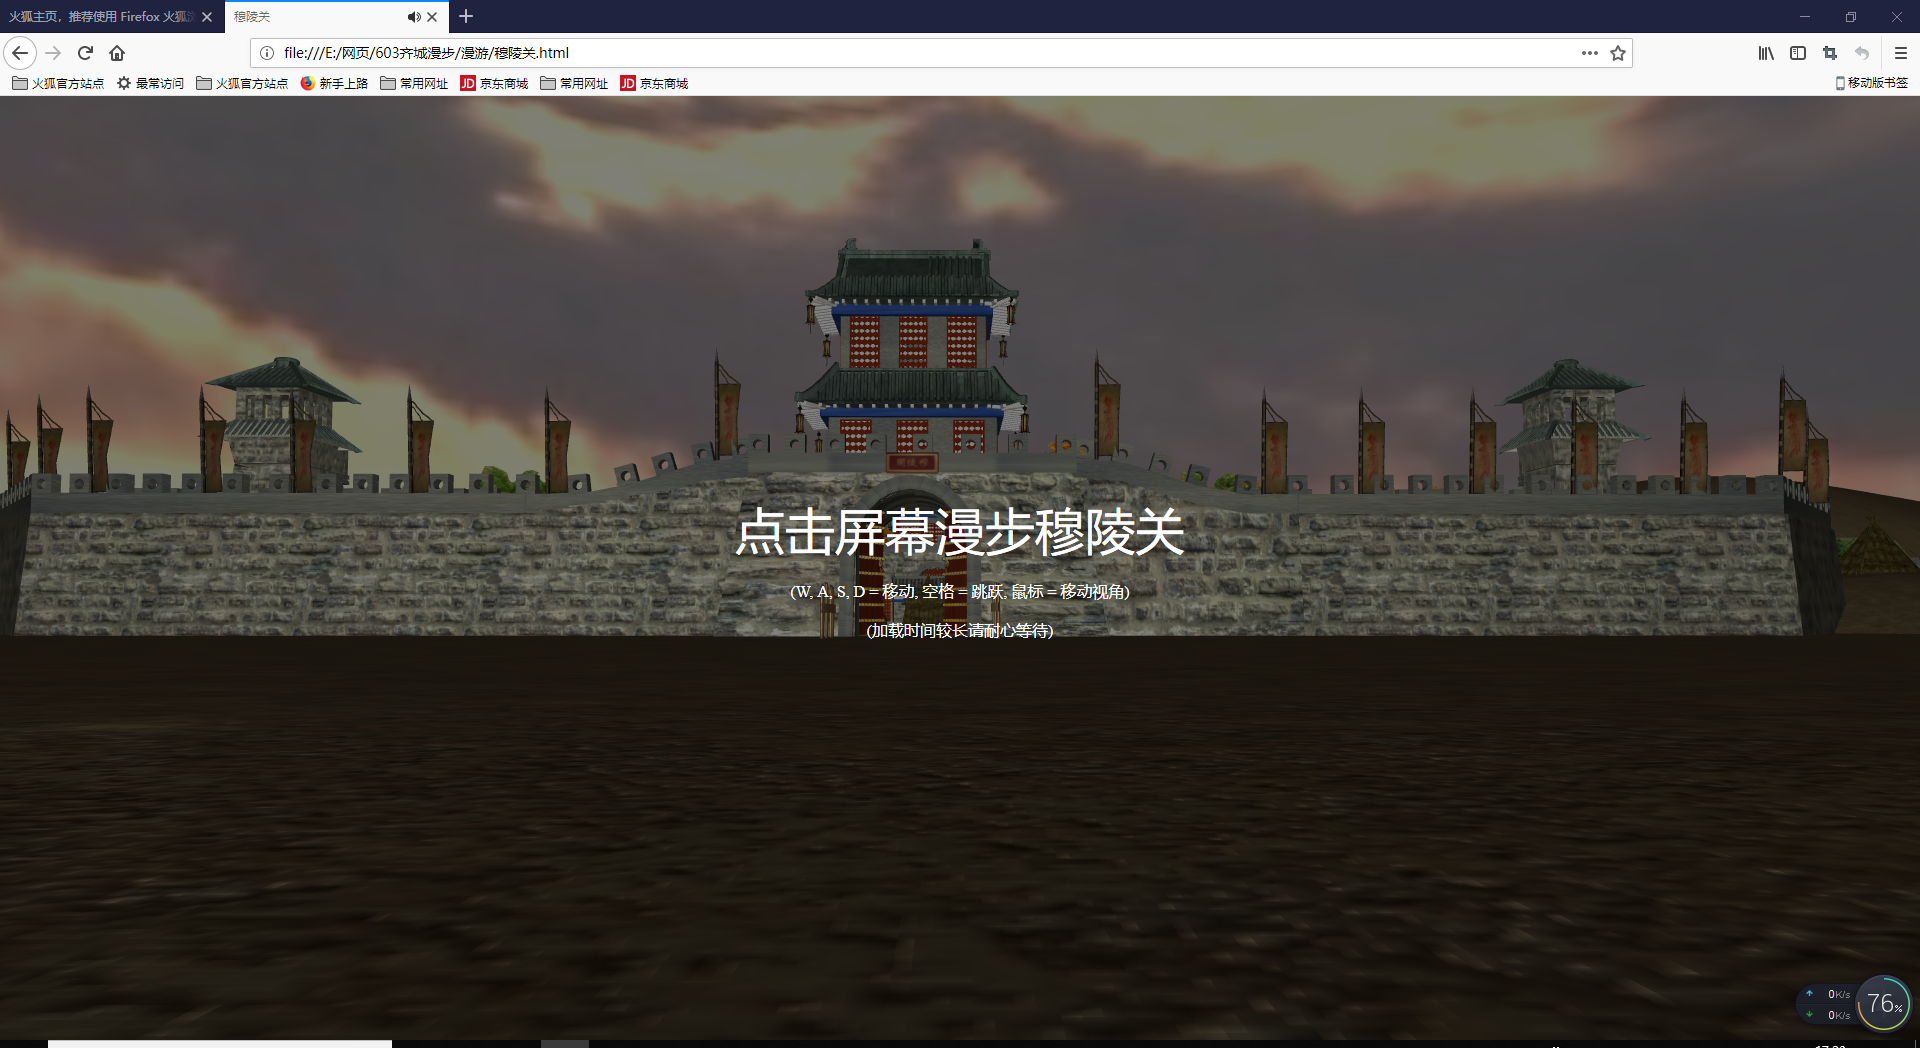 火狐主页，推荐使用 Firefox 火狐
穆陵关
file:///E:/网页/603齐城漫步/漫游/穆陵关.html
火狐官方站点
最常访问
火狐官方站点
新手上路
常用网址
JD 京东商城
常用网址
JD 京东商城
移动版书签
点击屏幕漫步穆陵关
(W, A, S, D = 移动, 空格 = 跳跃, 鼠标 = 移动视角)
(加载时间较长请耐心等待)
0K/s
0K/s
76%